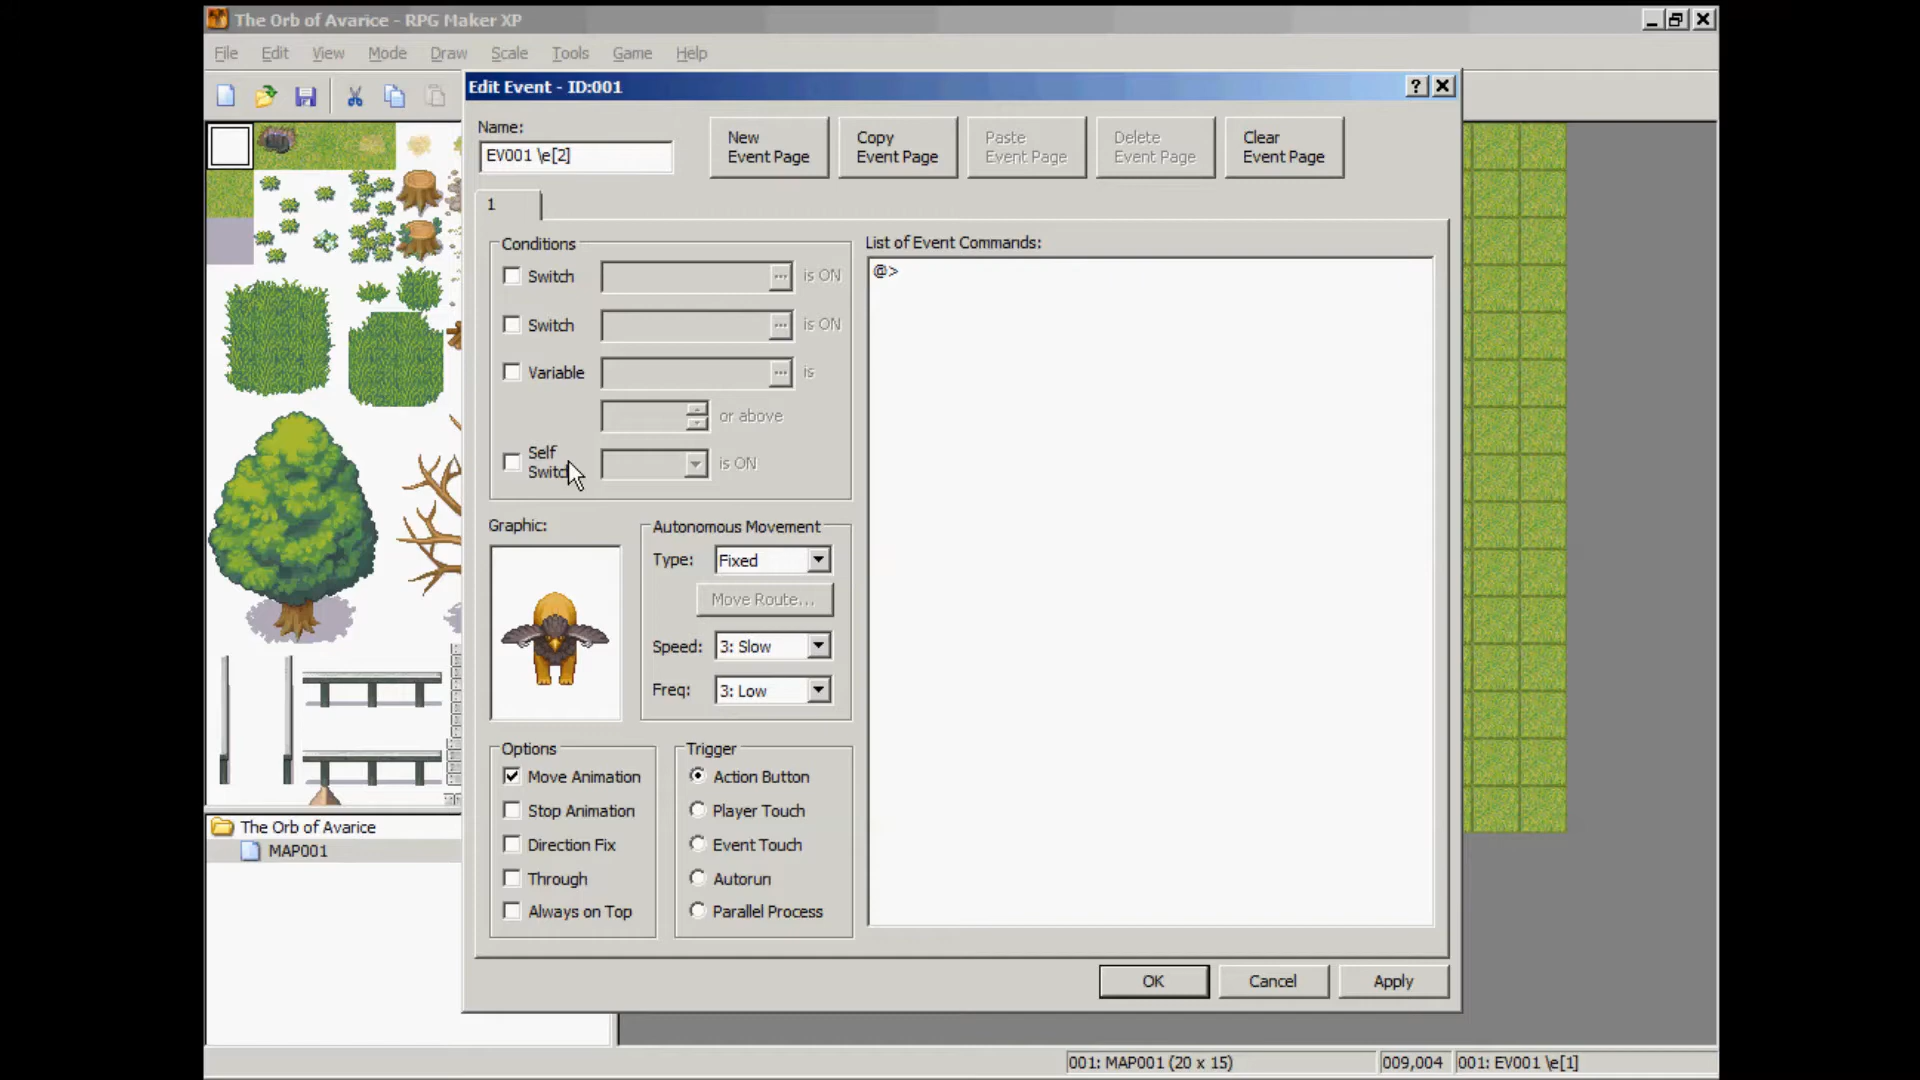 The Orb of Avarice - RPG Maker XP
File Edit View Mode Draw Scale Tools Game Help
Edit Event - ID:001
Name:
EV001 \e[2]
New Event Page
Copy Event Page
Paste Event Page
Delete Event Page
Clear Event Page
1
Conditions
Switch is ON
Switch is ON
Variable is
or above
Self Switch is ON
List of Event Commands:
@>
Graphic:
Autonomous Movement
Type: Fixed
Move Route...
Speed: 3: Slow
Freq: 3: Low
Options
Move Animation
Stop Animation
Direction Fix
Through
Always on Top
Trigger
Action Button
Player Touch
Event Touch
Autorun
Parallel Process
The Orb of Avarice
MAP001
OK Cancel Apply
001: MAP001 (20 x 15) 009,004 001: EV001 \e[1]